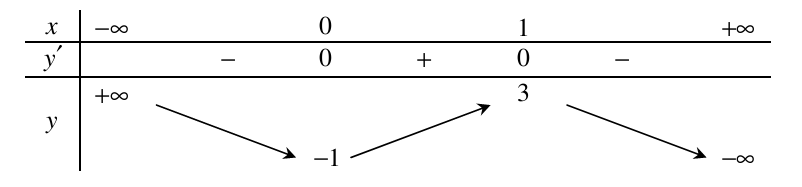 x −∞ 0 1 +∞
y′ − 0 + 0 −
+∞ 3
y
−1 −∞